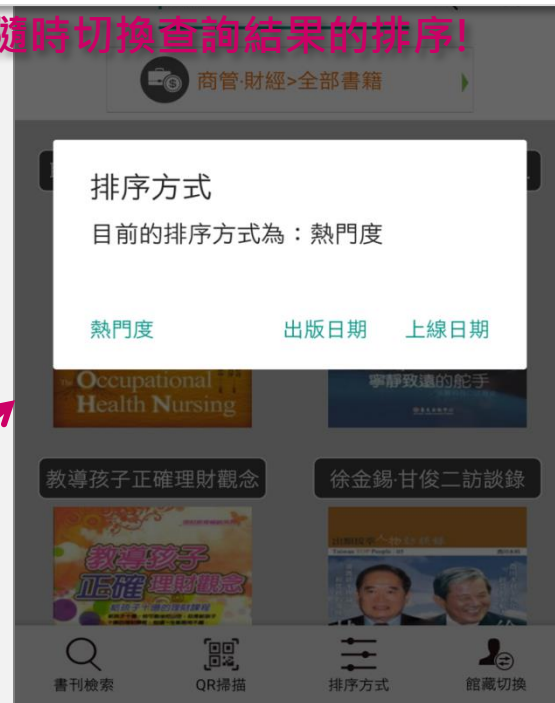 隨時切換查詢結果的排序!
商管·財經>全部書籍
排序方式
目前的排序方式為：熱門度
熱門度 出版日期 上線日期
Occupational
Health Nursing
寧靜致遠的舵手
教導孩子正確理財觀念
徐金錫·甘俊二訪談錄
教導孩子
正確理財觀念
書刊檢索 QR掃描 排序方式 館藏切換